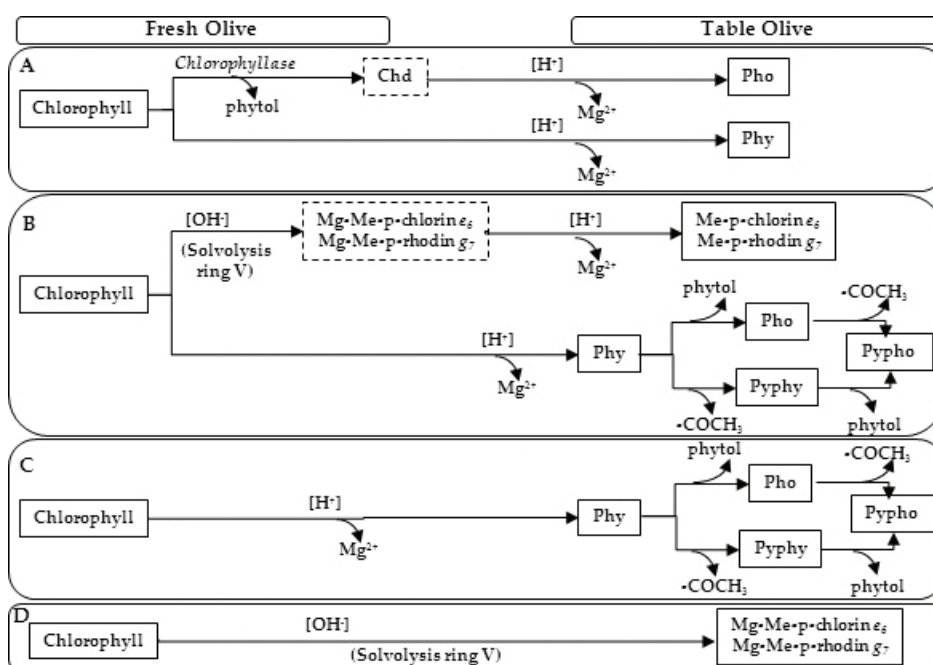 Fresh Olive
Table Olive
A
Chlorophyllase
[H⁺]
Chlorophyll
Chd
Pho
phytol
Mg²⁺
[H⁺]
Phy
Mg²⁺
B
[OH⁻]
Mg-Me-p-chlorin e₆
Mg-Me-p-rhodin g₇
[H⁺]
Me-p-chlorin e₆
Me-p-rhodin g₇
(Solvolysis
ring V)
Mg²⁺
Chlorophyll
phytol
-COCH₃
Pho
[H⁺]
Phy
Pypho
Mg²⁺
Pyphy
-COCH₃
phytol
C
phytol
-COCH₃
Pho
[H⁺]
Chlorophyll
Phy
Pypho
Mg²⁺
Pyphy
-COCH₃
phytol
D
[OH⁻]
Chlorophyll
(Solvolysis ring V)
Mg-Me-p-chlorin e₆
Mg-Me-p-rhodin g₇